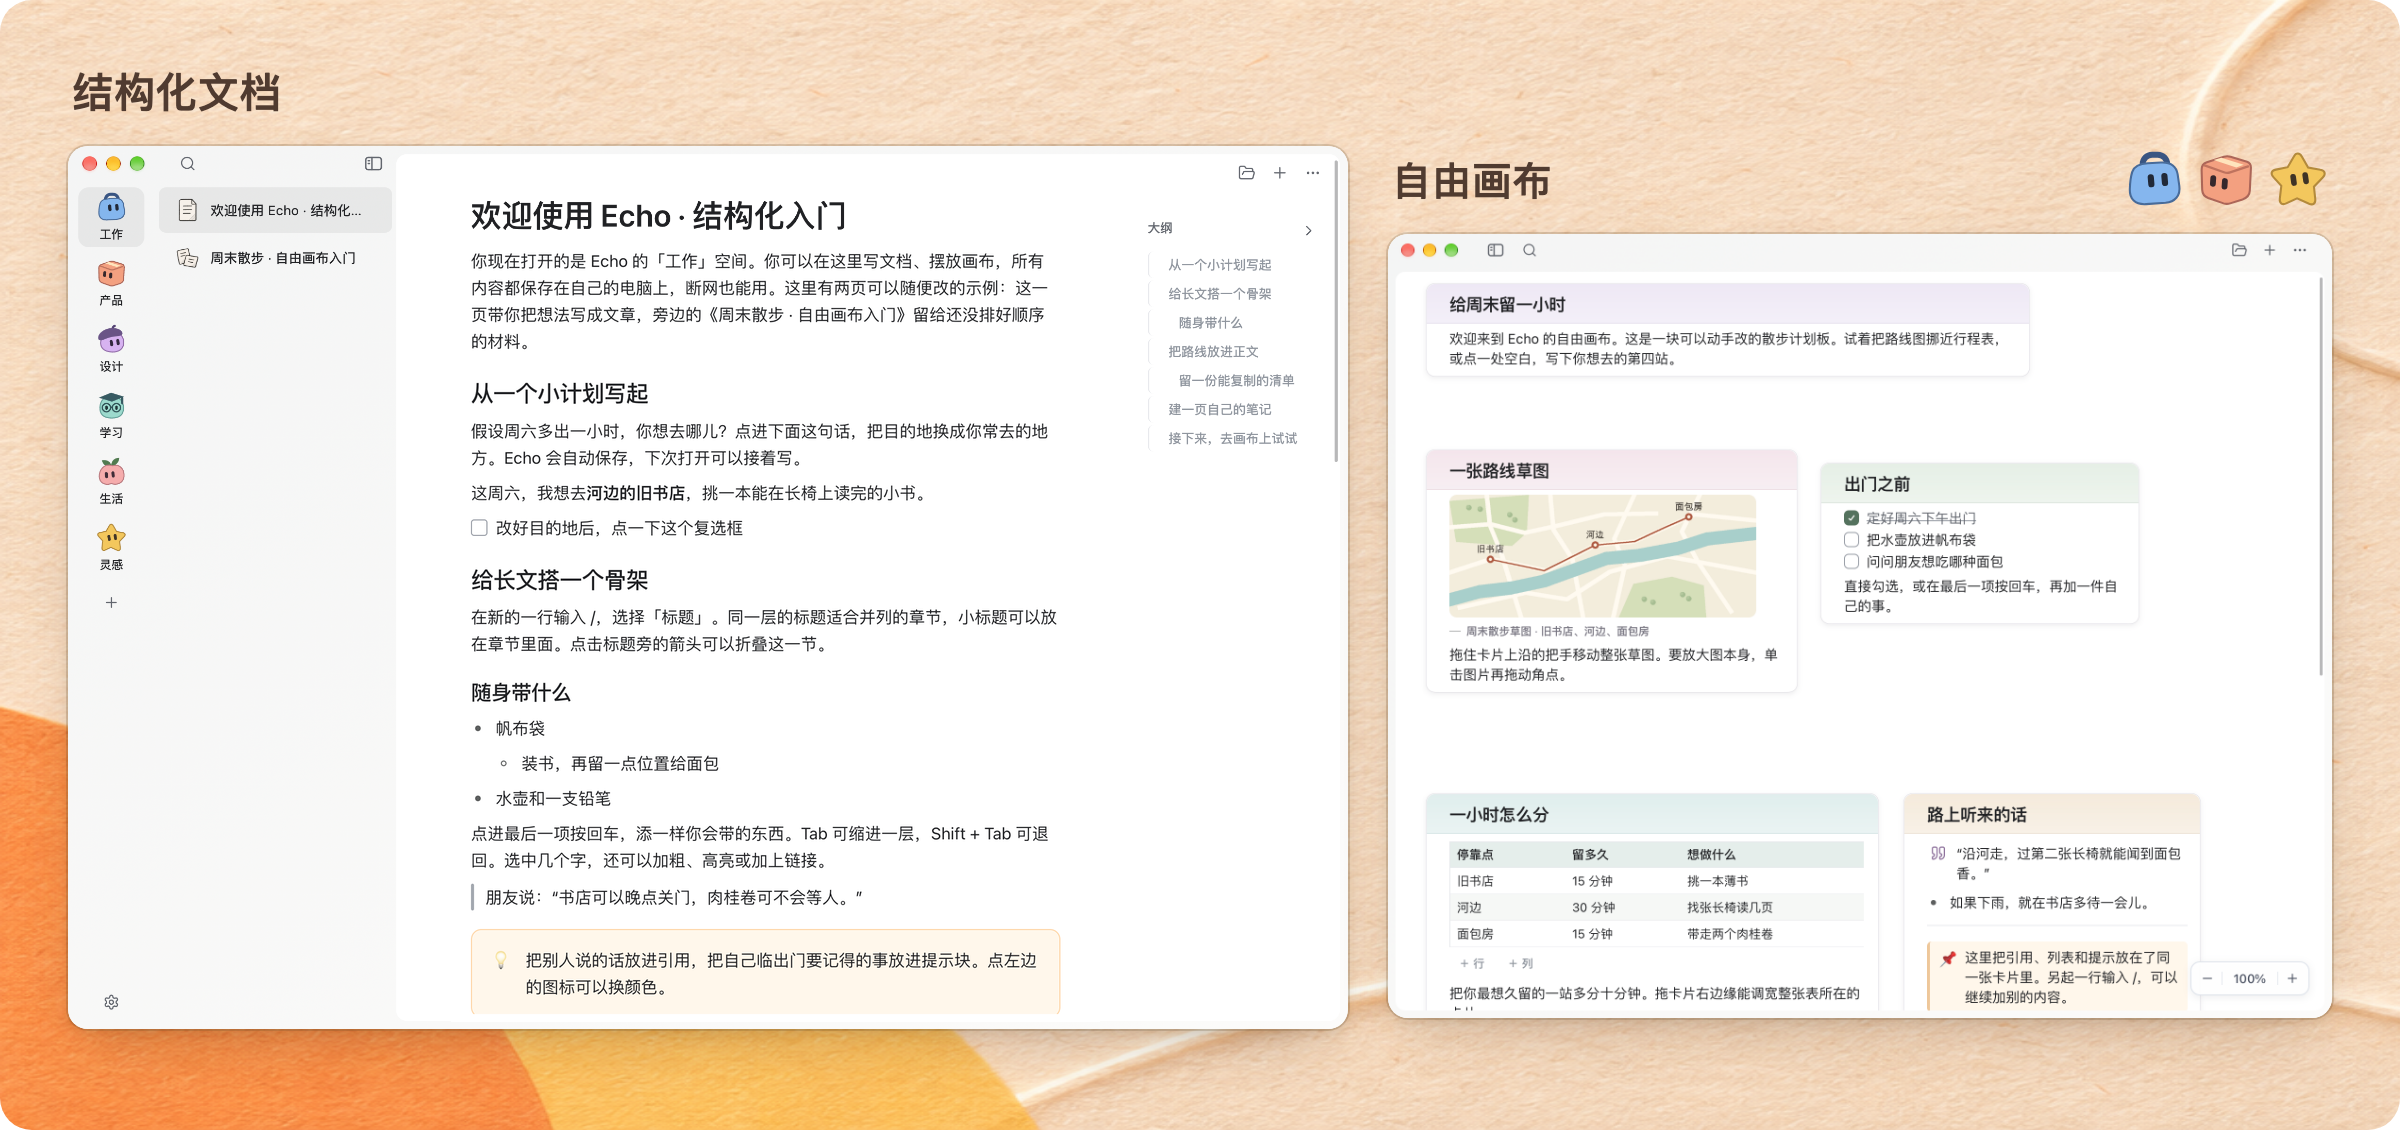 结构化文档
工作
产品
设计
学习
生活
灵感
欢迎使用 Echo · 结构化...
周末散步 · 自由画布入门
欢迎使用 Echo · 结构化入门
你现在打开的是 Echo 的「工作」空间。你可以在这里写文档、摆放画布，所有
内容都保存在自己的电脑上，断网也能用。这里有两页可以随便改的示例：这一
页带你把想法写成文章，旁边的《周末散步 · 自由画布入门》留给还没排好顺序
的材料。
从一个小计划写起
假设周六多出一小时，你想去哪儿？点进下面这句话，把目的地换成你常去的地
方。Echo 会自动保存，下次打开可以接着写。
这周六，我想去河边的旧书店，挑一本能在长椅上读完的小书。
改好目的地后，点一下这个复选框
给长文搭一个骨架
在新的一行输入 /，选择「标题」。同一层的标题适合并列的章节，小标题可以放
在章节里面。点击标题旁的箭头可以折叠这一节。
随身带什么
• 帆布袋
◦ 装书，再留一点位置给面包
• 水壶和一支铅笔
点进最后一项按回车，添一样你会带的东西。Tab 可缩进一层，Shift + Tab 可退
回。选中几个字，还可以加粗、高亮或加上链接。
朋友说：“书店可以晚点关门，肉桂卷可不会等人。”
把别人说的话放进引用，把自己临出门要记得的事放进提示块。点左边
的图标可以换颜色。
大纲
从一个小计划写起
给长文搭一个骨架
随身带什么
把路线放进正文
留一份能复制的清单
建一页自己的笔记
接下来，去画布上试试
自由画布
给周末留一小时
欢迎来到 Echo 的自由画布。这是一块可以动手改的散步计划板。试着把路线图挪近行程表，
或点一处空白，写下你想去的第四站。
一张路线草图
面包房
河边
旧书店
— 周末散步草图 · 旧书店、河边、面包房
拖住卡片上沿的把手移动整张草图。要放大图本身，单
击图片再拖动角点。
出门之前
定好周六下午出门
把水壶放进帆布袋
问问朋友想吃哪种面包
直接勾选，或在最后一项按回车，再加一件自
己的事。
一小时怎么分
停靠点 留多久 想做什么
旧书店 15 分钟 挑一本薄书
河边 30 分钟 找张长椅读几页
面包房 15 分钟 带走两个肉桂卷
+ 行 + 列
把你最想久留的一站多分十分钟。拖卡片右边缘能调宽整张表所在的
路上听来的话
“沿河走，过第二张长椅就能闻到面包
香。”
• 如果下雨，就在书店多待一会儿。
这里把引用、列表和提示放在了同
一张卡片里。另起一行输入 /，可以
继续加别的内容。
100%